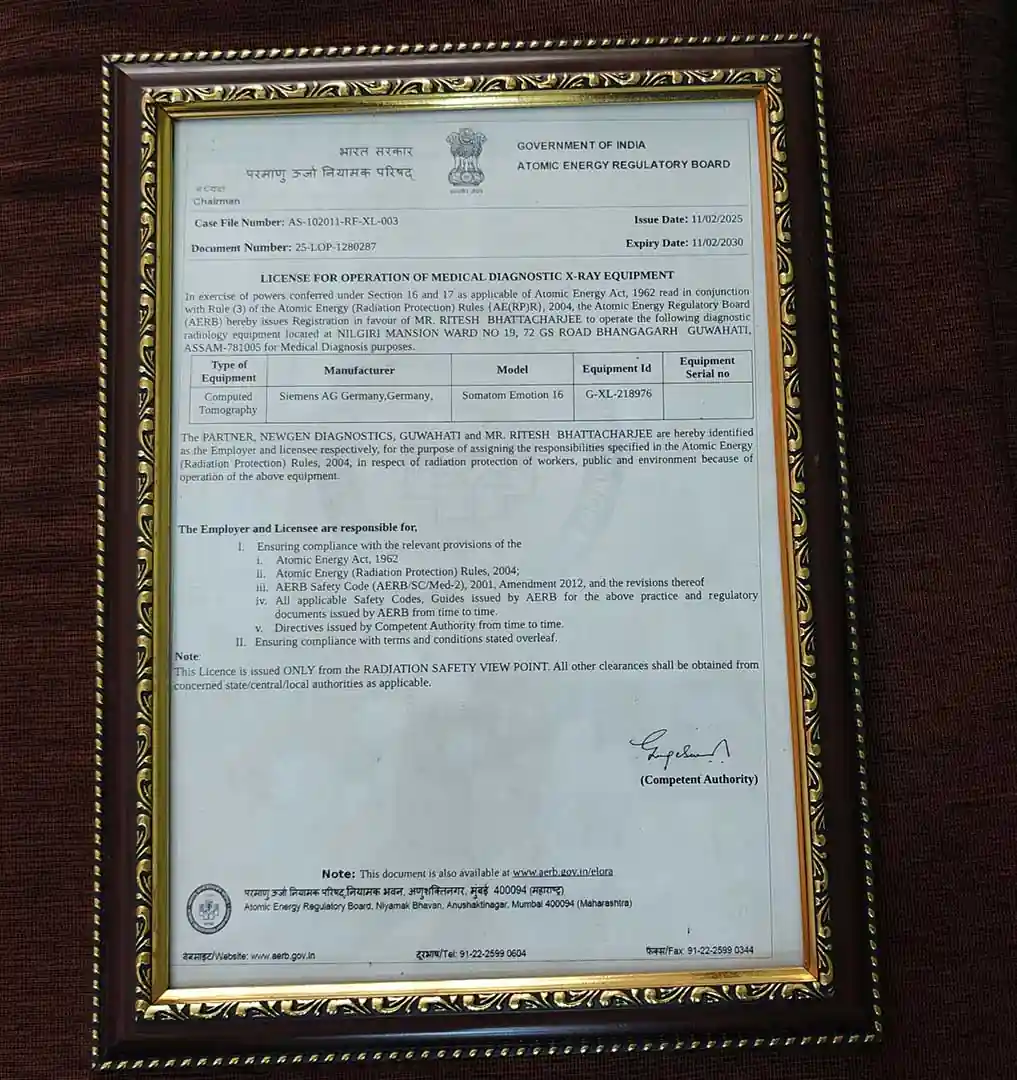 भारत सरकार
परमाणु ऊर्जा नियामक परिषद्
GOVERNMENT OF INDIA
ATOMIC ENERGY REGULATORY BOARD
अध्यक्ष
Chairman
Case File Number: AS-102011-RF-XL-003
Issue Date: 11/02/2025
Document Number: 25-LOP-1280287
Expiry Date: 11/02/2030
LICENSE FOR OPERATION OF MEDICAL DIAGNOSTIC X-RAY EQUIPMENT
In exercise of powers conferred under Section 16 and 17 as applicable of Atomic Energy Act, 1962 read in conjunction
with Rule (3) of the Atomic Energy (Radiation Protection) Rules {AE(RP)R}, 2004, the Atomic Energy Regulatory Board
(AERB) hereby issues Registration in favour of MR. RITESH BHATTACHARJEE to operate the following diagnostic
radiology equipment located at NILGIRI MANSION WARD NO 19, 72 GS ROAD BHANGAGARH GUWAHATI,
ASSAM-781005 for Medical Diagnosis purposes.
Type of Equipment
Manufacturer
Model
Equipment Id
Equipment Serial no
Computed Tomography
Siemens AG Germany,Germany,
Somatom Emotion 16
G-XL-218976
The PARTNER, NEWGEN DIAGNOSTICS, GUWAHATI and MR. RITESH BHATTACHARJEE are hereby identified
as the Employer and licensee respectively, for the purpose of assigning the responsibilities specified in the Atomic Energy
(Radiation Protection) Rules, 2004, in respect of radiation protection of workers, public and environment because of
operation of the above equipment.
The Employer and Licensee are responsible for,
I. Ensuring compliance with the relevant provisions of the
i. Atomic Energy Act, 1962
ii. Atomic Energy (Radiation Protection) Rules, 2004;
iii. AERB Safety Code (AERB/SC/Med-2), 2001, Amendment 2012, and the revisions thereof
iv. All applicable Safety Codes, Guides issued by AERB for the above practice and regulatory
documents issued by AERB from time to time.
v. Directives issued by Competent Authority from time to time.
II. Ensuring compliance with terms and conditions stated overleaf.
Note:
This Licence is issued ONLY from the RADIATION SAFETY VIEW POINT. All other clearances shall be obtained from
concerned state/central/local authorities as applicable.
(Competent Authority)
Note: This document is also available at www.aerb.gov.in/elora
परमाणु ऊर्जा नियामक परिषद्,नियामक भवन, अणुशक्तिनगर, मुंबई 400094 (महाराष्ट्र)
Atomic Energy Regulatory Board, Niyamak Bhavan, Anushaktinagar, Mumbai 400094 (Maharashtra)
वेबसाइट/Website: www.aerb.gov.in
दूरभाष/Tel: 91-22-2599 0604
फैक्स/Fax: 91-22-2599 0344